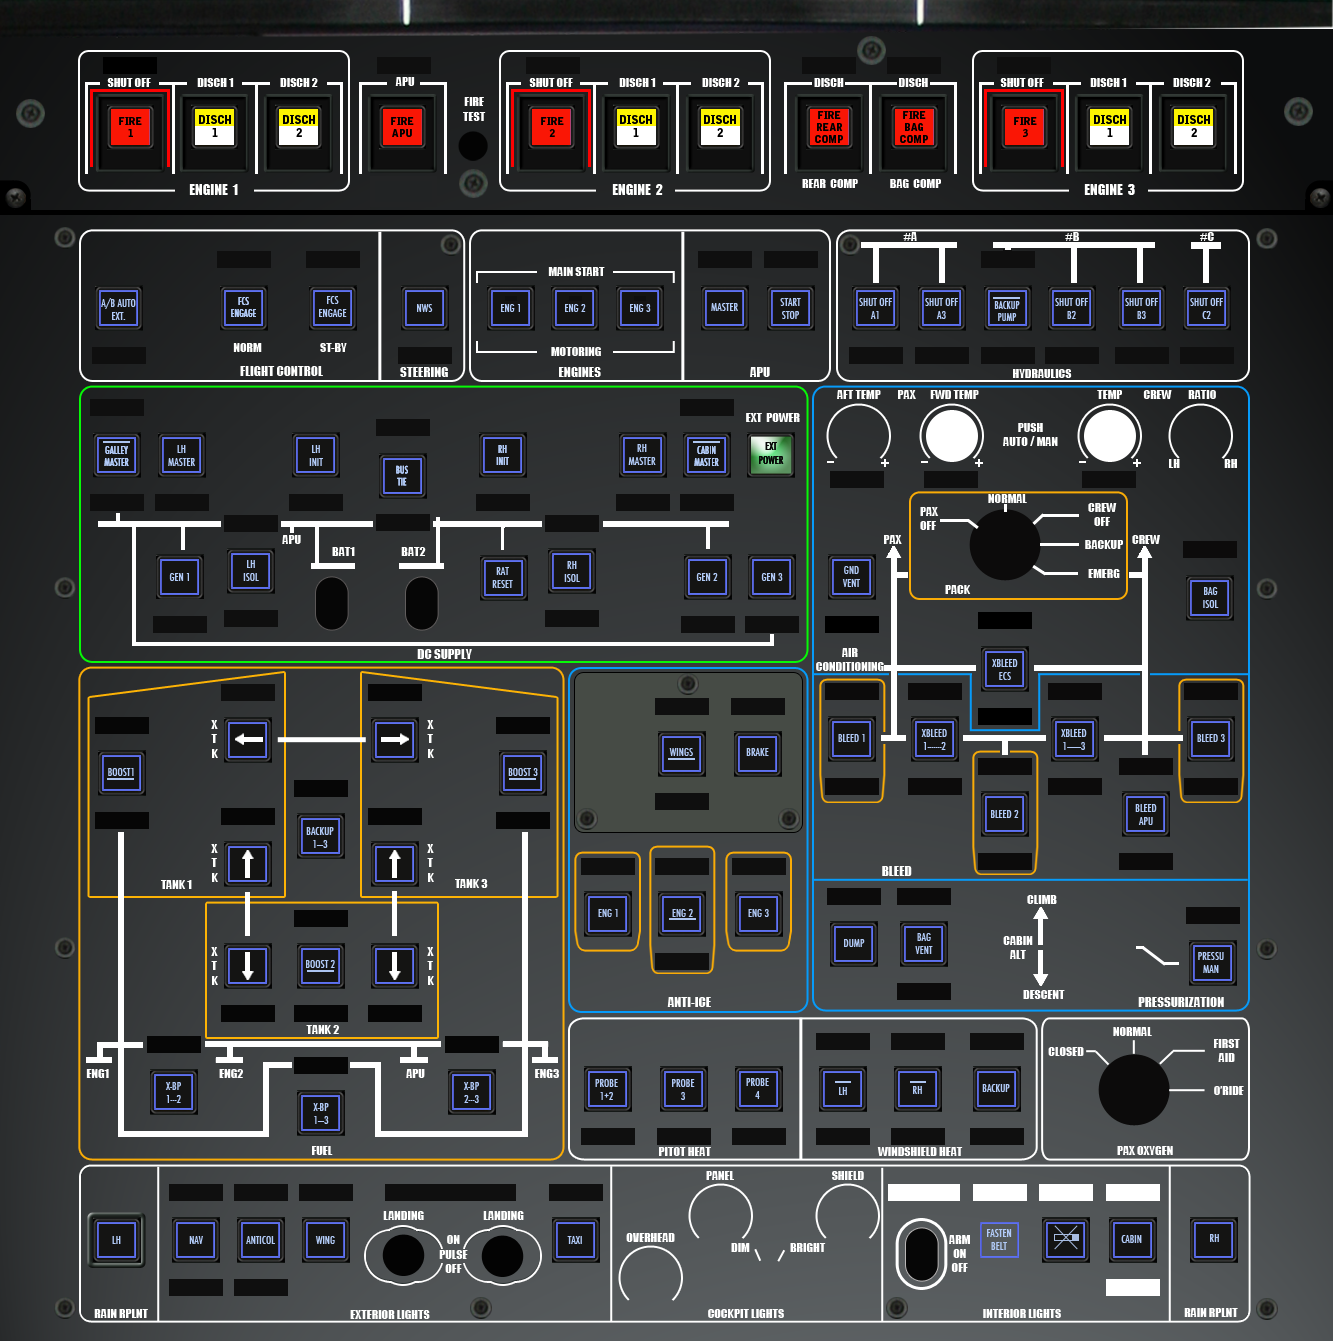 SHUT OFF DISCH 1 DISCH 2
APU
FIRE
TEST
SHUT OFF DISCH 1 DISCH 2
DISCH DISCH
SHUT OFF DISCH 1 DISCH 2
FIRE
1
DISCH
1
DISCH
2
FIRE
APU
FIRE
2
DISCH
1
DISCH
2
FIRE
REAR
COMP
FIRE
BAG
COMP
FIRE
3
DISCH
1
DISCH
2
ENGINE 1
ENGINE 2
REAR COMP
BAG COMP
ENGINE 3
A/B AUTO
EXT.
FCS
ENGAGE
NORM
FCS
ENGAGE
ST-BY
FLIGHT CONTROL
NWS
STEERING
MAIN START
ENG 1
ENG 2
ENG 3
MOTORING
ENGINES
MASTER
START
STOP
APU
#A
#B
#C
SHUT OFF
A1
SHUT OFF
A3
BACKUP
PUMP
SHUT OFF
B2
SHUT OFF
B3
SHUT OFF
C2
HYDRAULICS
GALLEY
MASTER
LH
MASTER
LH
INIT
BUS
TIE
RH
INIT
RH
MASTER
CABIN
MASTER
EXT POWER
EXT
POWER
APU
BAT1
BAT2
GEN 1
LH
ISOL
RAT
RESET
RH
ISOL
GEN 2
GEN 3
DC SUPPLY
AFT TEMP PAX FWD TEMP
TEMP CREW RATIO
PUSH
AUTO / MAN
- +
- +
- +
LH RH
NORMAL
PAX
OFF
CREW
OFF
BACKUP
EMERG
PACK
PAX
CREW
GND
VENT
BAG
ISOL
AIR
CONDITIONING
XBLEED
ECS
BLEED 1
XBLEED
1------2
XBLEED
1-----3
BLEED 3
BLEED 2
BLEED
APU
BLEED
X
T
K
X
T
K
BOOST1
BOOST 3
BACKUP
1--3
X
T
K
X
T
K
TANK 1
TANK 3
X
T
K
BOOST 2
X
T
K
TANK 2
ENG1
ENG2
APU
ENG3
X-BP
1--2
X-BP
1--3
X-BP
2--3
FUEL
WINGS
BRAKE
ENG 1
ENG 2
ENG 3
ANTI-ICE
DUMP
BAG
VENT
CLIMB
CABIN
ALT
DESCENT
PRESSU
MAN
PRESSURIZATION
PROBE
1+2
PROBE
3
PROBE
4
PITOT HEAT
LH
RH
BACKUP
WINDSHIELD HEAT
NORMAL
CLOSED
FIRST
AID
O'RIDE
PAX OXYGEN
LH
RAIN RPLNT
NAV
ANTICOL
WING
LANDING
ON
PULSE
OFF
LANDING
TAXI
EXTERIOR LIGHTS
PANEL
SHIELD
OVERHEAD
DIM
BRIGHT
COCKPIT LIGHTS
ARM
ON
OFF
FASTEN
BELT
CABIN
INTERIOR LIGHTS
RH
RAIN RPLNT